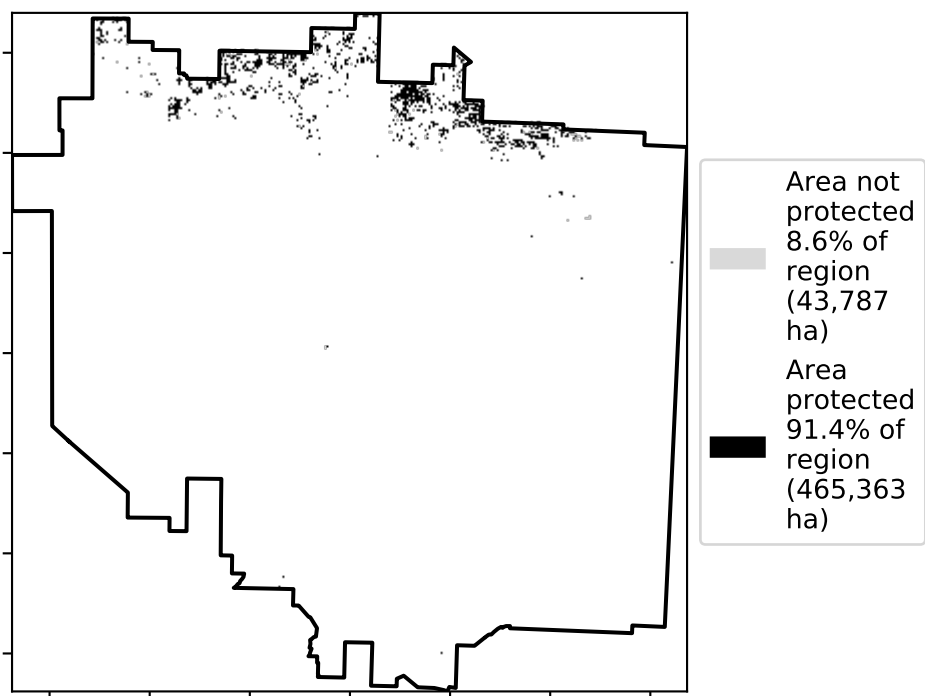 Area not
protected
8.6% of
region
(43,787
ha)
Area
protected
91.4% of
region
(465,363
ha)